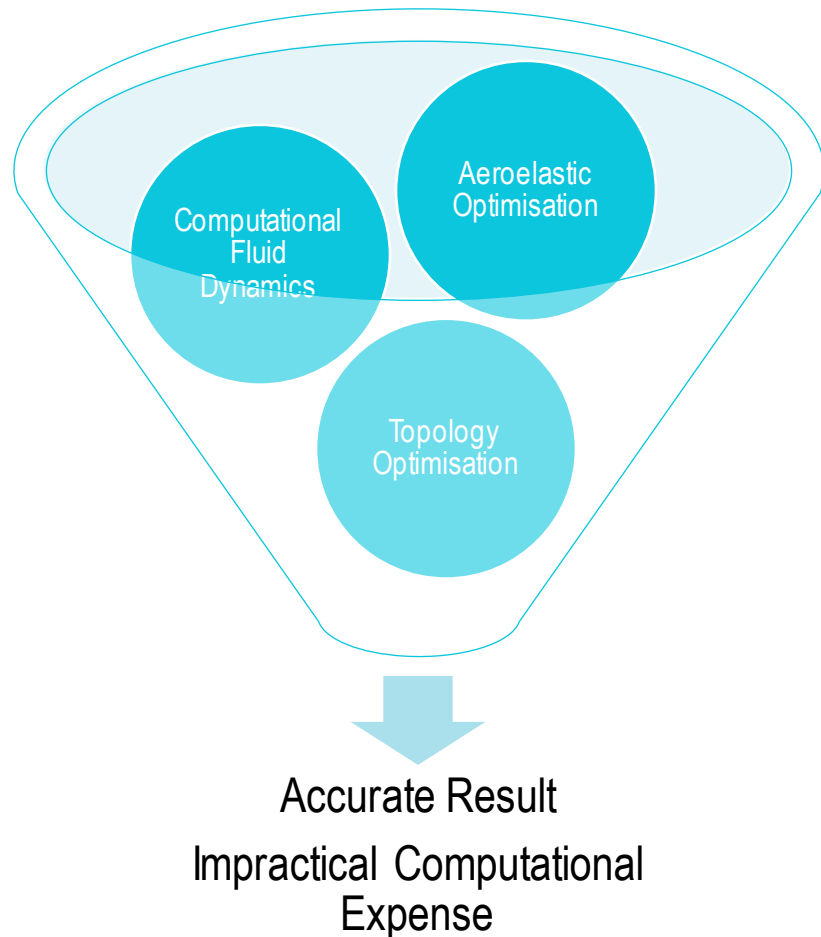 Aeroelastic
Optimisation
Computational
Fluid
Dynamics
Topology
Optimisation
Accurate Result
Impractical Computational
Expense